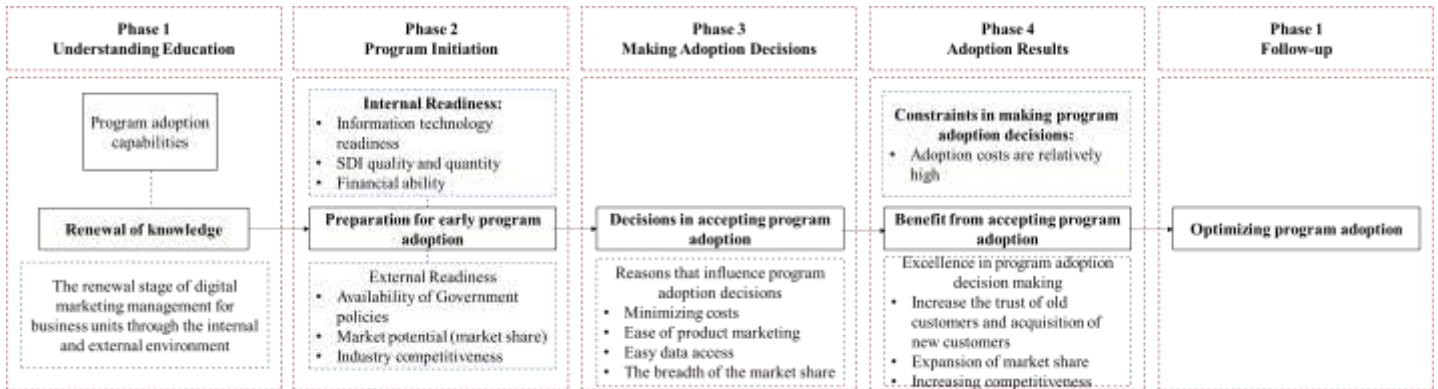 Phase 1
Understanding Education
Program adoption
capabilities
Renewal of knowledge
The renewal stage of digital
marketing management for
business units through the internal
and external environment
Phase 2
Program Initiation
Internal Readiness:
• Information technology
readiness
• SDI quality and quantity
• Financial ability
Preparation for early program
adoption
External Readiness
• Availability of Government
policies
• Market potential (market share)
• Industry competitiveness
Phase 3
Making Adoption Decisions
Decisions in accepting program
adoption
Reasons that influence program
adoption decisions
• Minimizing costs
• Ease of product marketing
• Easy data access
• The breadth of the market share
Phase 4
Adoption Results
Constraints in making program
adoption decisions:
• Adoption costs are relatively
high
Benefit from accepting program
adoption
Excellence in program adoption
decision making
• Increase the trust of old
customers and acquisition of
new customers
• Expansion of market share
• Increasing competitiveness
Phase 1
Follow-up
Optimizing program adoption